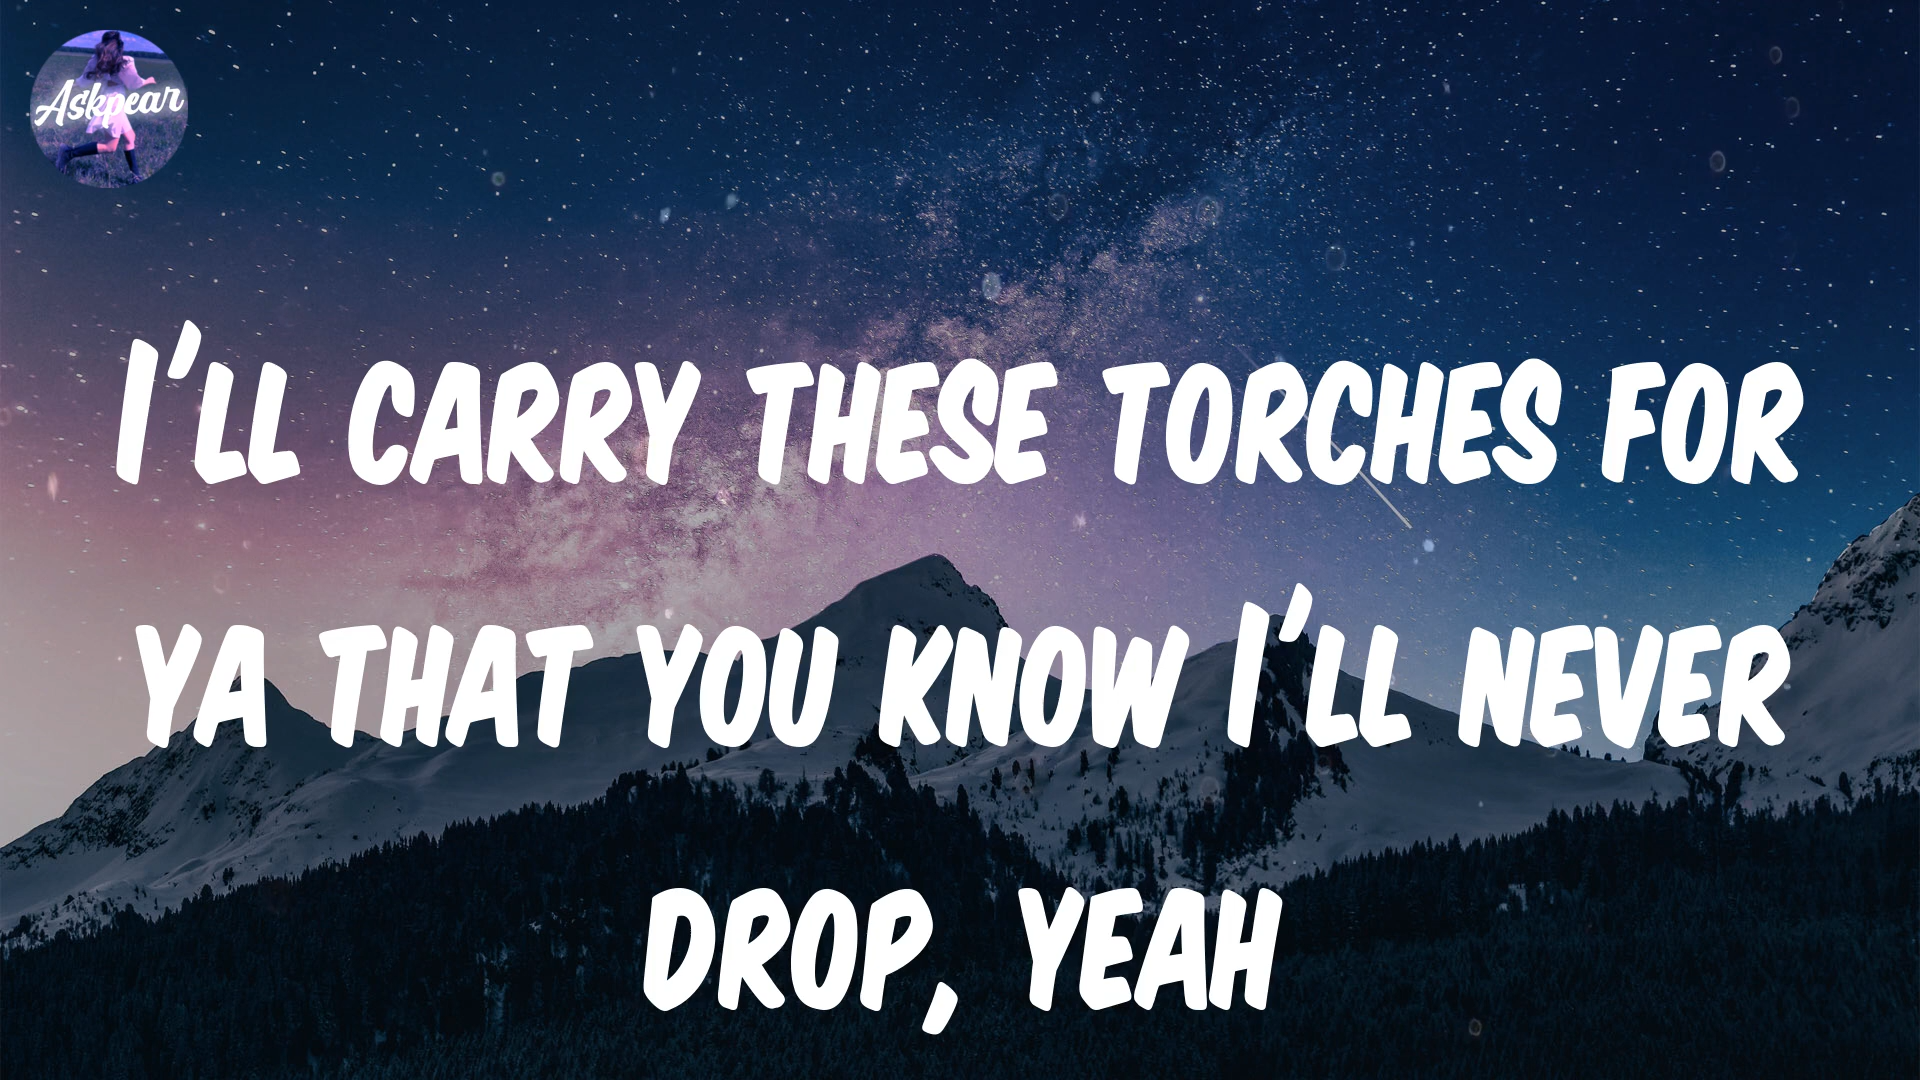 Askpear
I'LL CARRY THESE TORCHES FOR
YA THAT YOU KNOW I'LL NEVER
DROP, YEAH